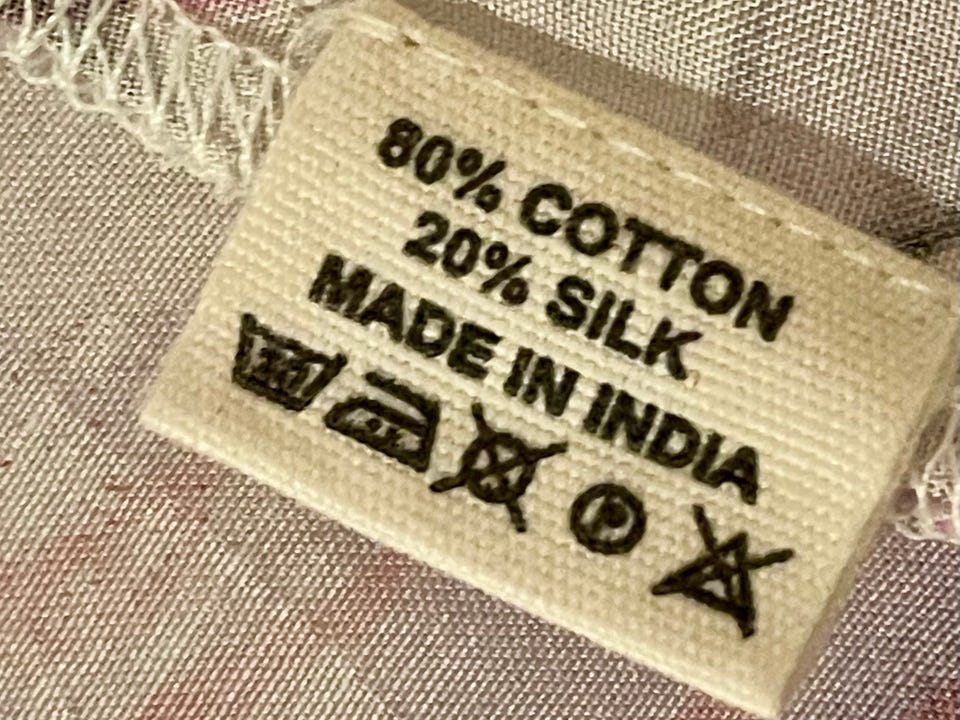 80% COTTON
20% SILK
MADE IN INDIA
P